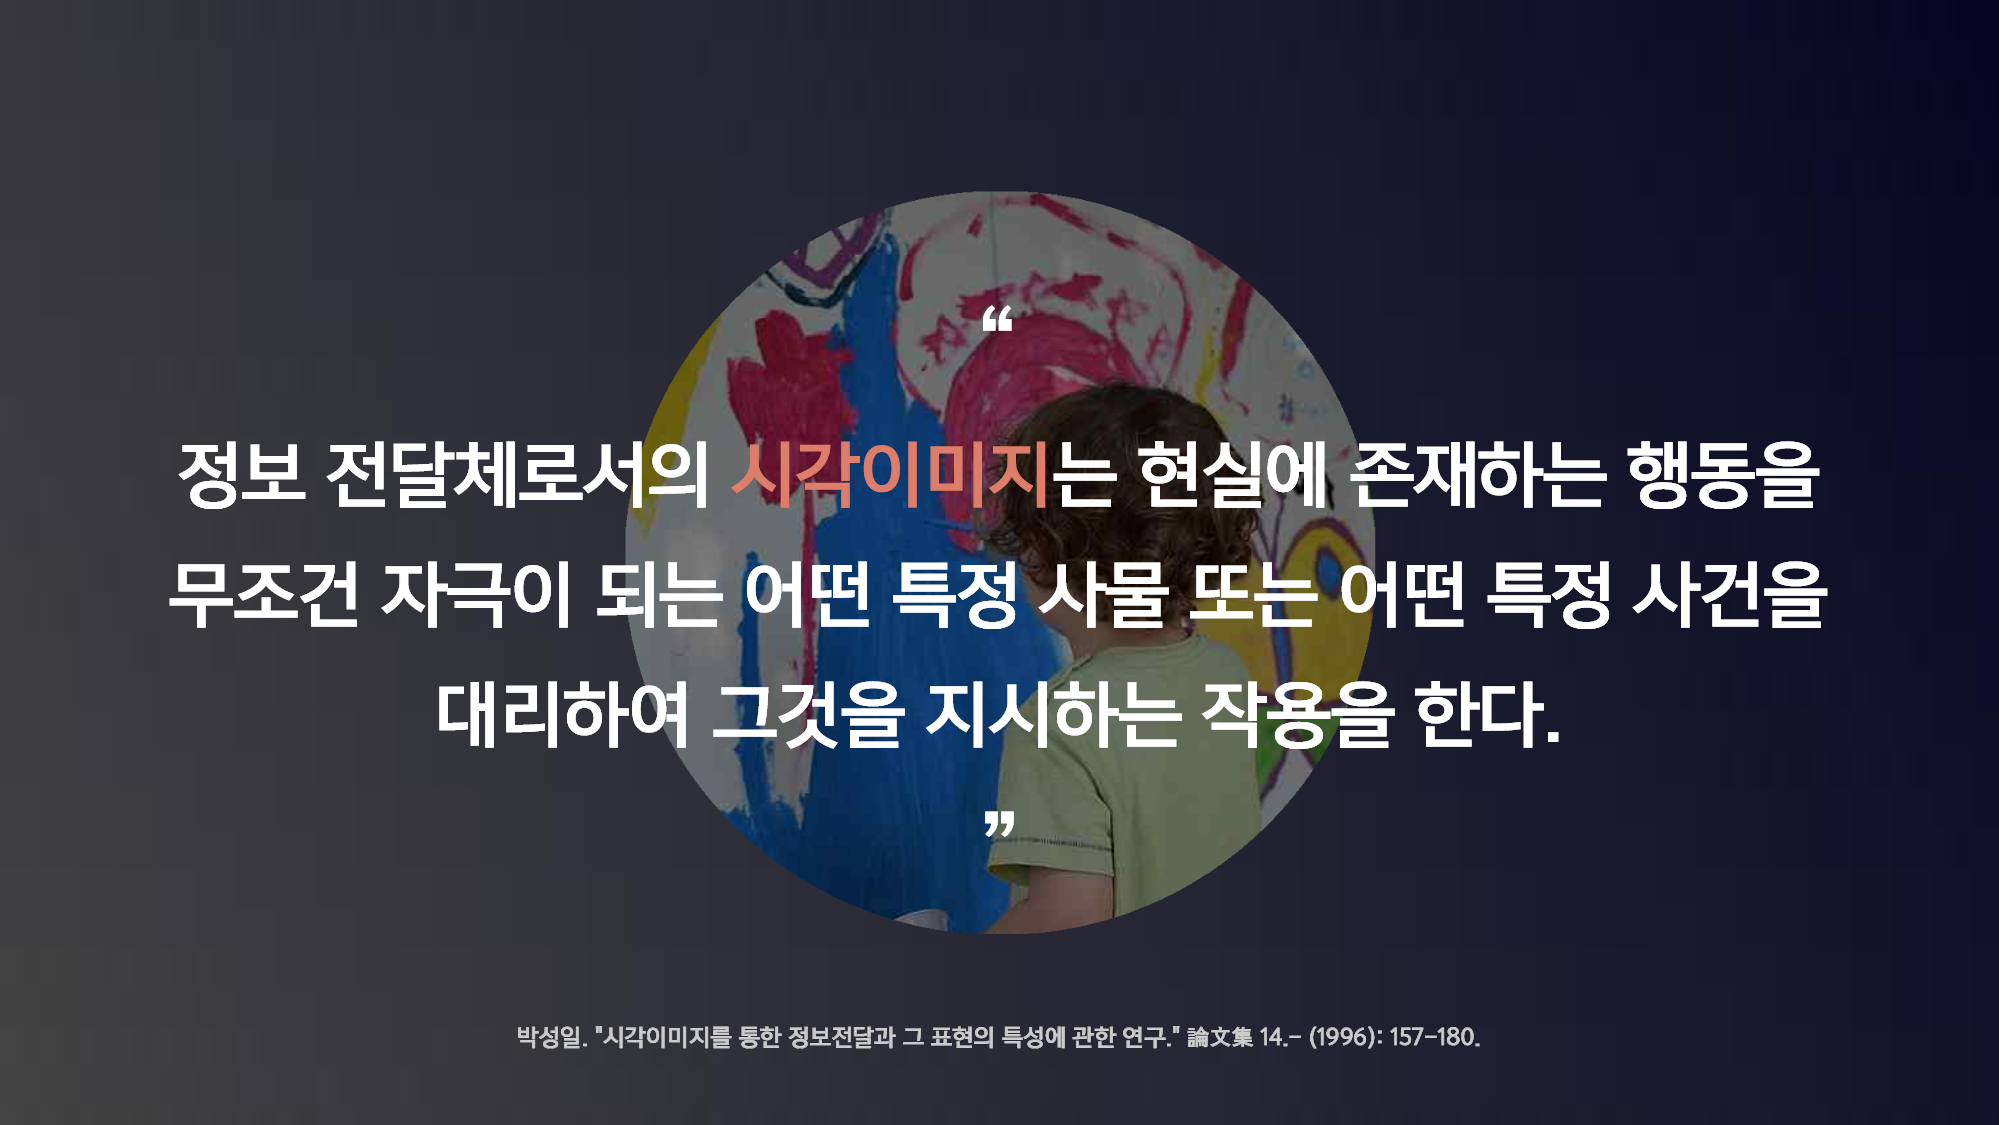 “
정보 전달체로서의 시각이미지는 현실에 존재하는 행동을
무조건 자극이 되는 어떤 특정 사물 또는 어떤 특정 사건을
대리하여 그것을 지시하는 작용을 한다.
”
박성일. "시각이미지를 통한 정보전달과 그 표현의 특성에 관한 연구." 論文集 14.- (1996): 157-180.